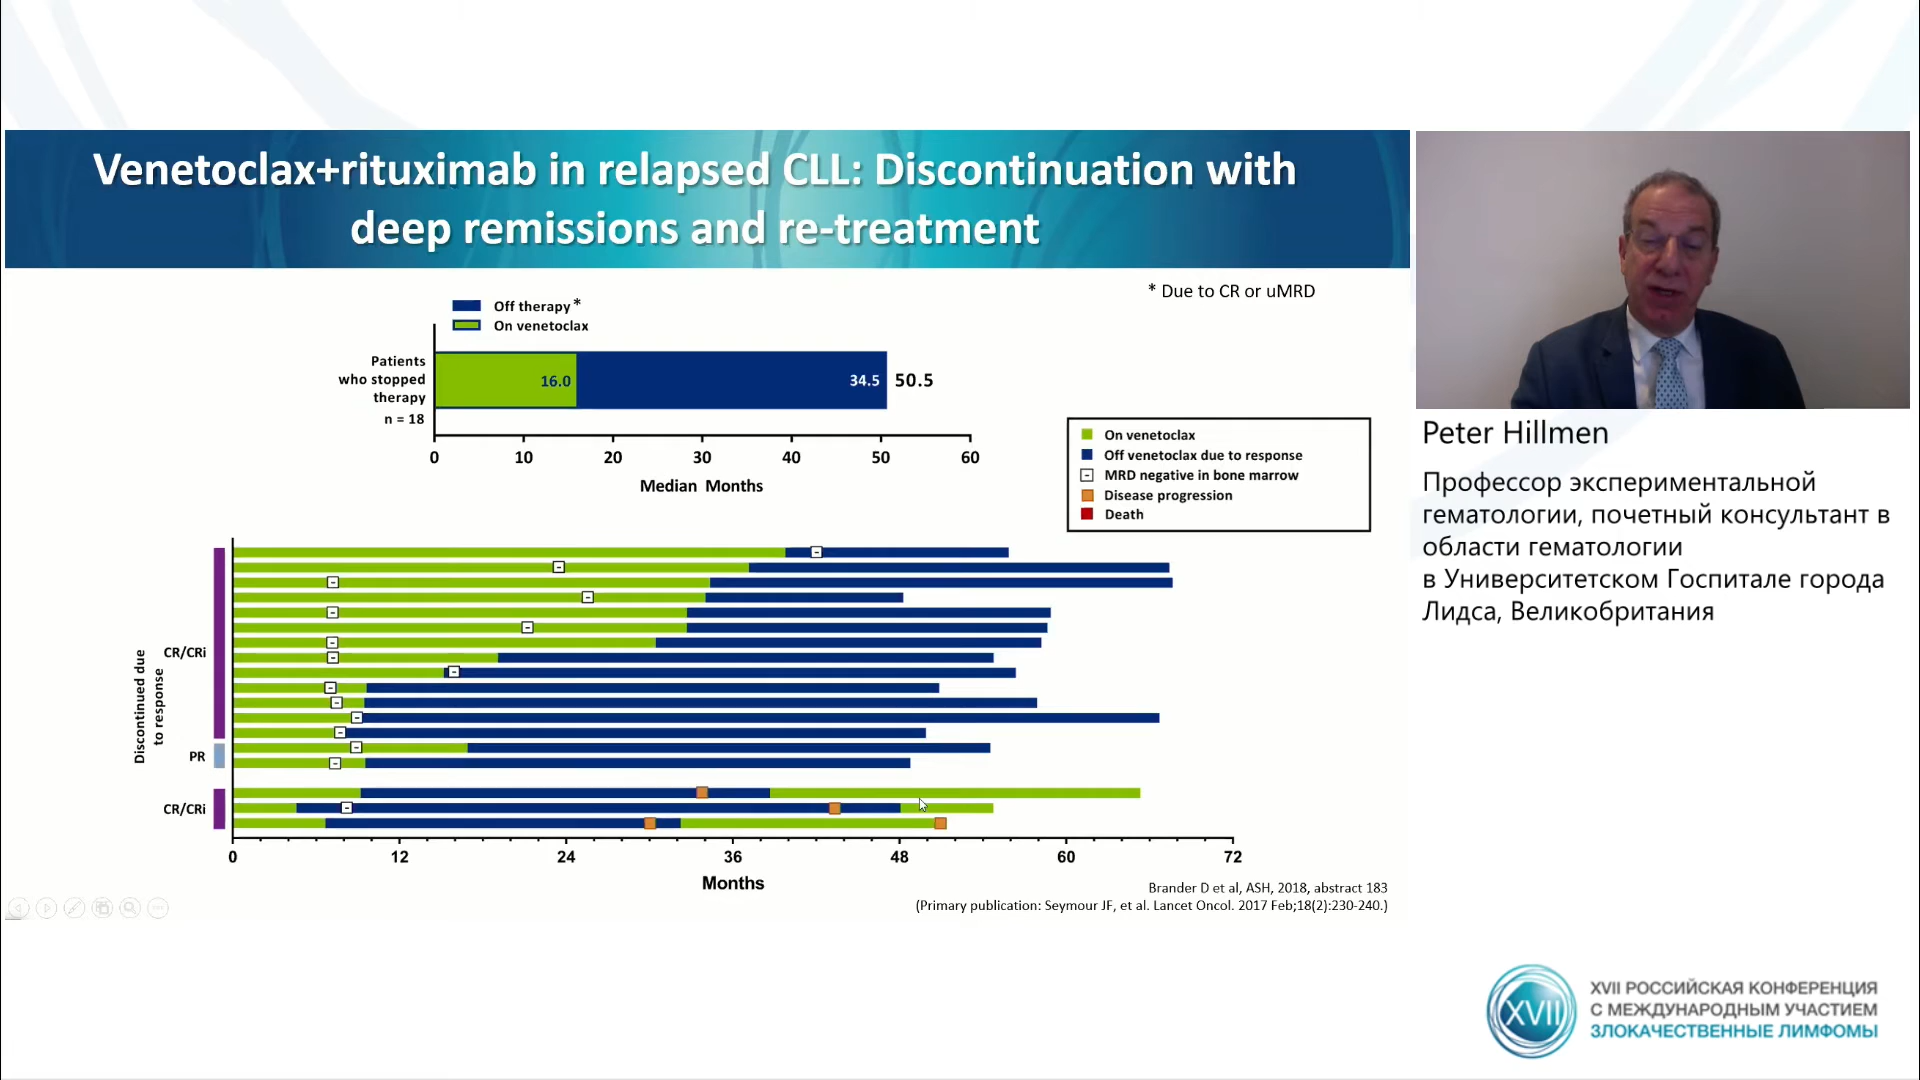 Venetoclax+rituximab in relapsed CLL: Discontinuation with
deep remissions and re-treatment
* Due to CR or uMRD
Off therapy*
On venetoclax
Patients
who stopped
therapy
n = 18
16.0
34.5
50.5
0 10 20 30 40 50 60
Median Months
On venetoclax
Off venetoclax due to response
MRD negative in bone marrow
Disease progression
Death
Discontinued due
to response
CR/CRi
PR
CR/CRi
0 12 24 36 48 60 72
Months
Brander D et al, ASH, 2018, abstract 183
(Primary publication: Seymour JF, et al. Lancet Oncol. 2017 Feb;18(2):230-240.)
Peter Hillmen
Профессор экспериментальной
гематологии, почетный консультант в
области гематологии
в Университетском Госпитале города
Лидса, Великобритания
XVII
XVII РОССИЙСКАЯ КОНФЕРЕНЦИЯ
С МЕЖДУНАРОДНЫМ УЧАСТИЕМ
ЗЛОКАЧЕСТВЕННЫЕ ЛИМФОМЫ